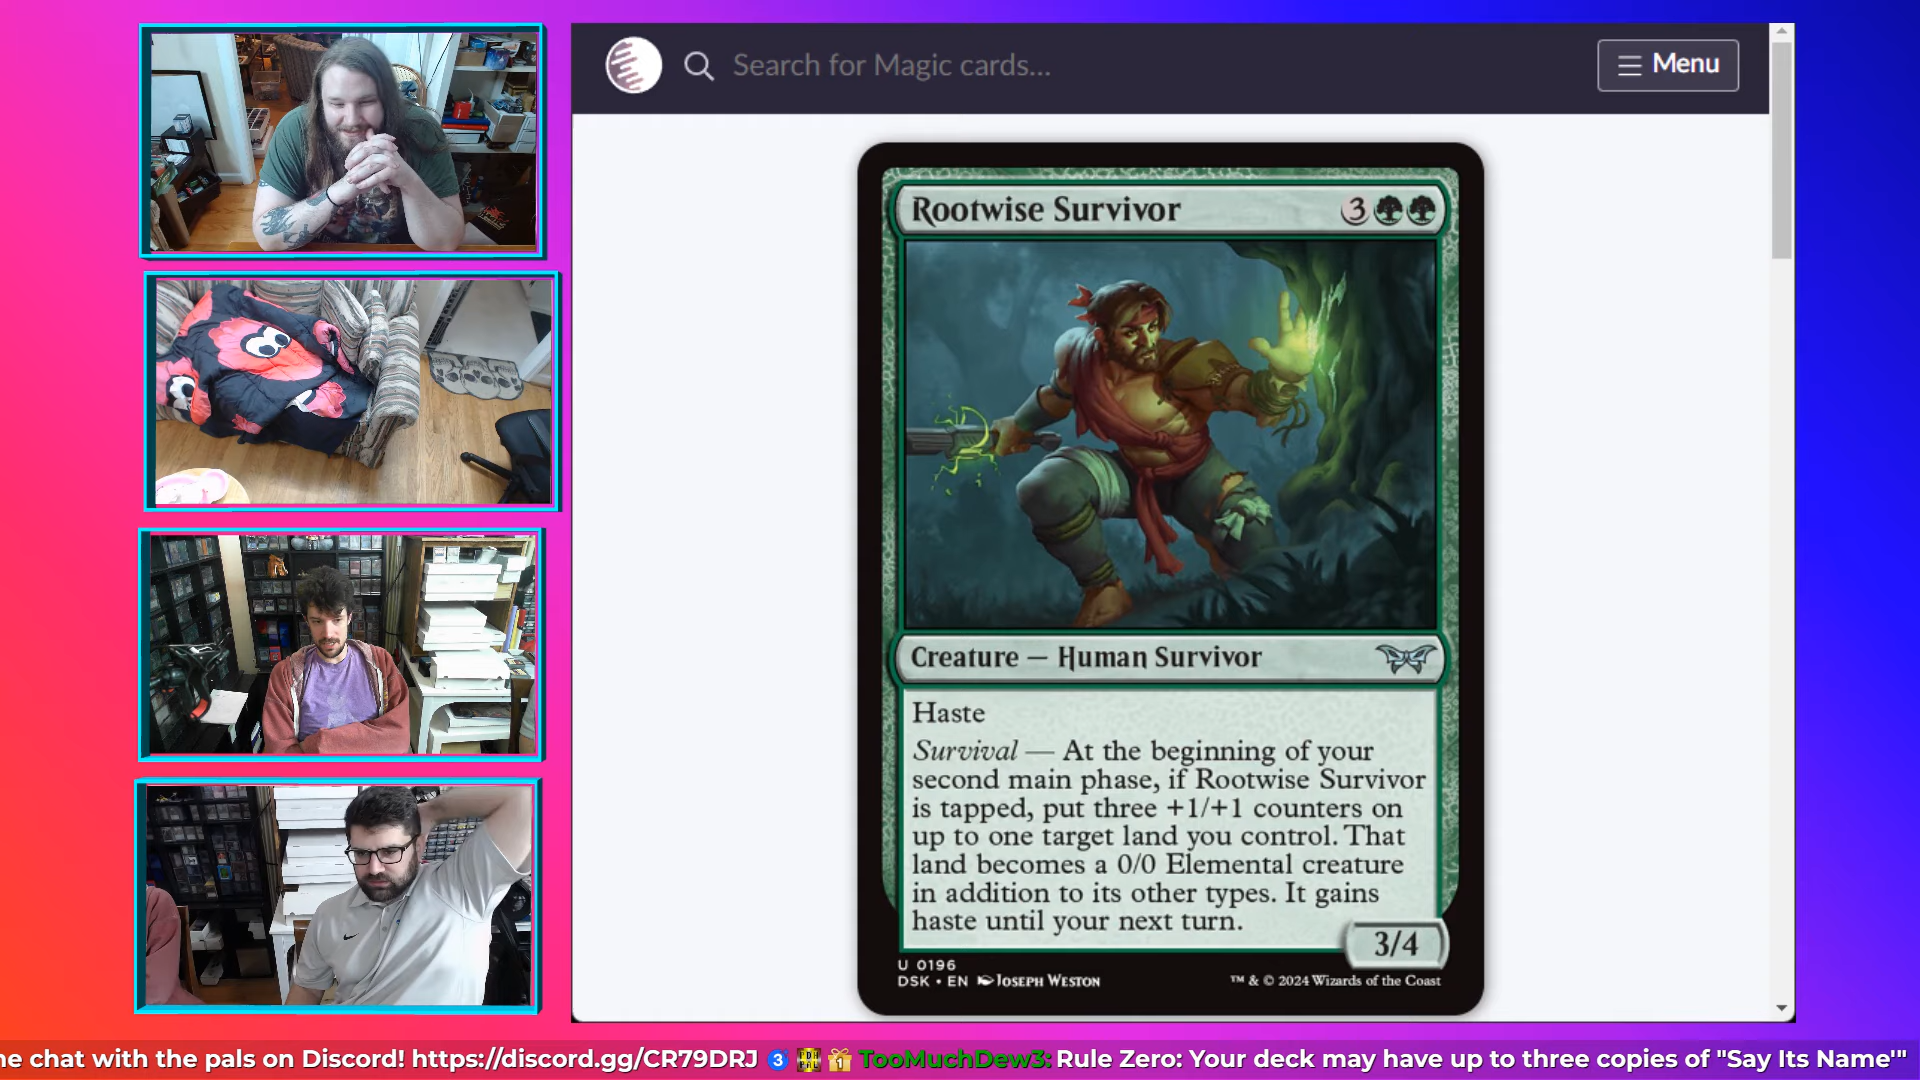 Search for Magic cards...
Menu
Rootwise Survivor
3
Creature — Human Survivor
Haste
Survival — At the beginning of your
second main phase, if Rootwise Survivor
is tapped, put three +1/+1 counters on
up to one target land you control. That
land becomes a 0/0 Elemental creature
in addition to its other types. It gains
haste until your next turn.
3/4
U 0196
DSK • EN Joseph Weston
™ & © 2024 Wizards of the Coast
he chat with the pals on Discord! https://discord.gg/CR79DRJ 3 PDH PAL 1 TooMuchDew3: Rule Zero: Your deck may have up to three copies of "Say Its Name'"